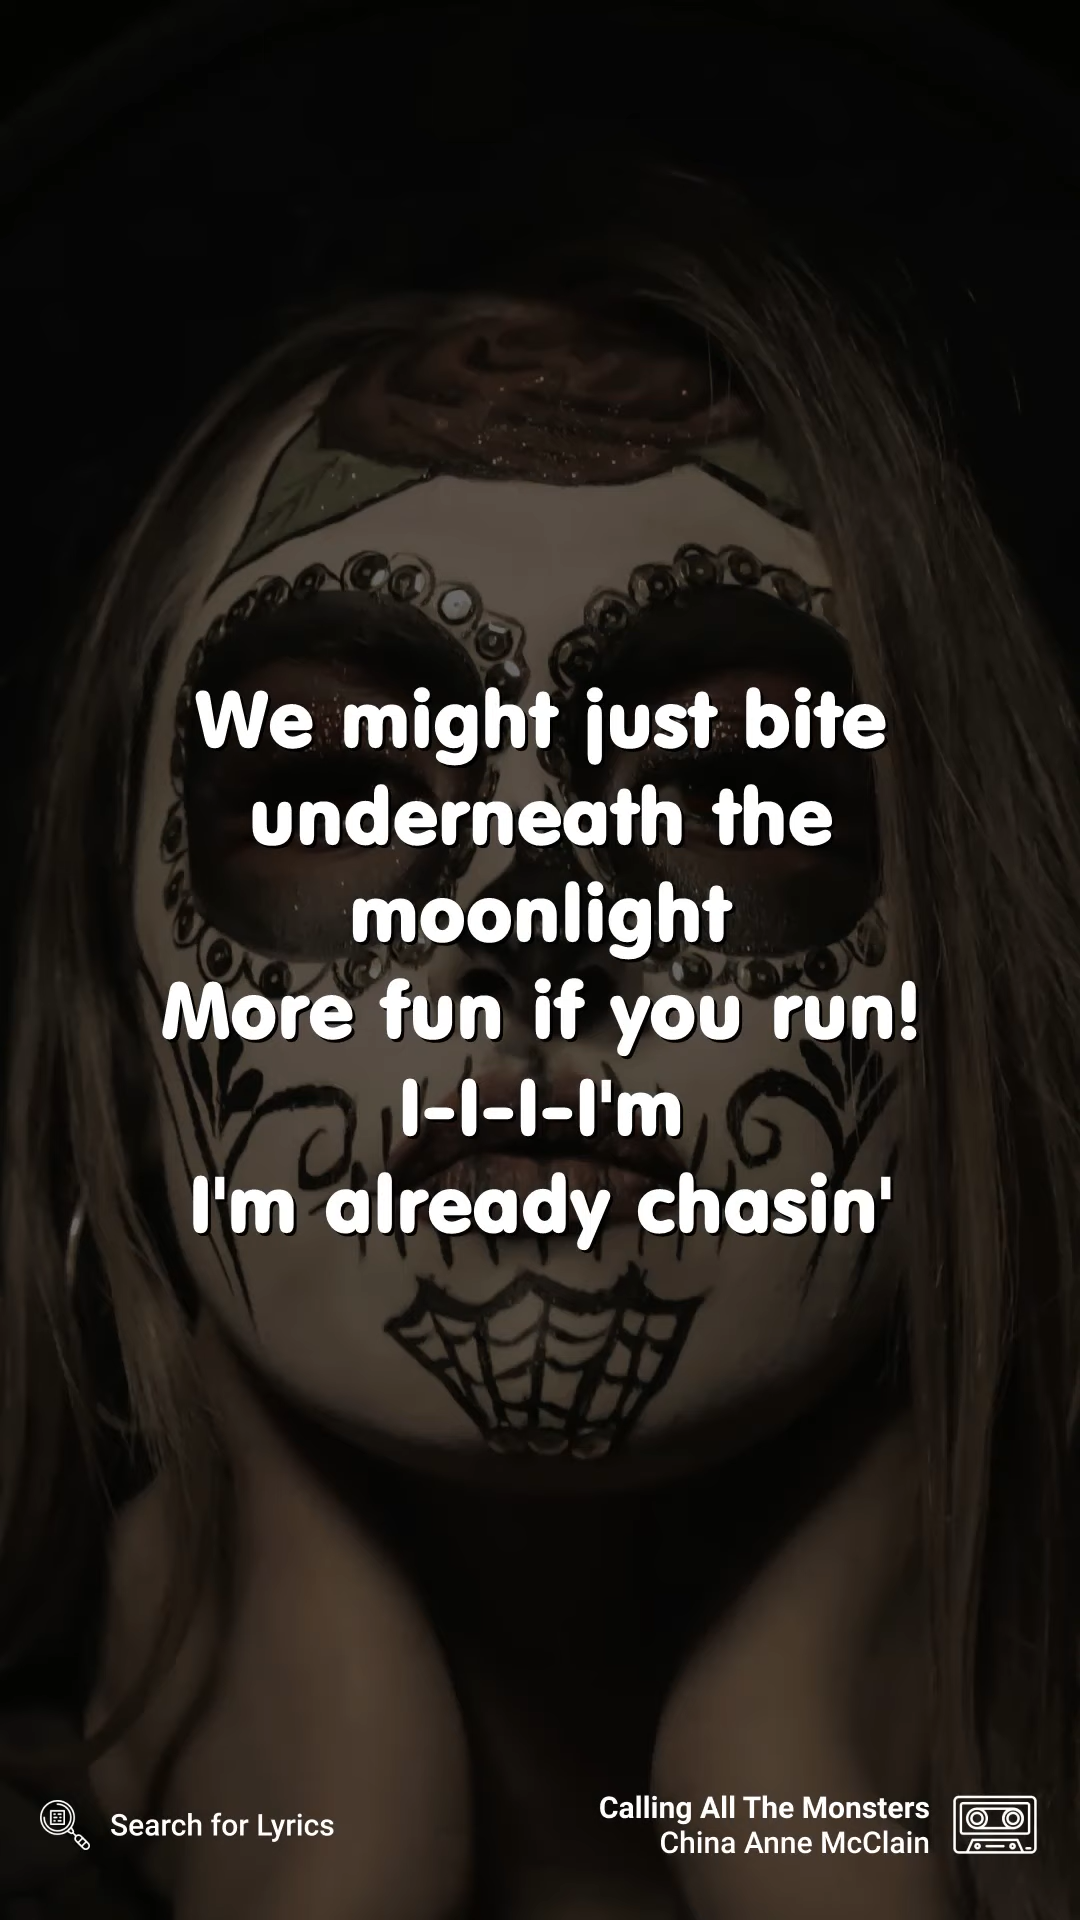 We might just bite
underneath the
moonlight
More fun if you run!
I-I-I-I'm
I'm already chasin'
Search for Lyrics
Calling All The Monsters
China Anne McClain